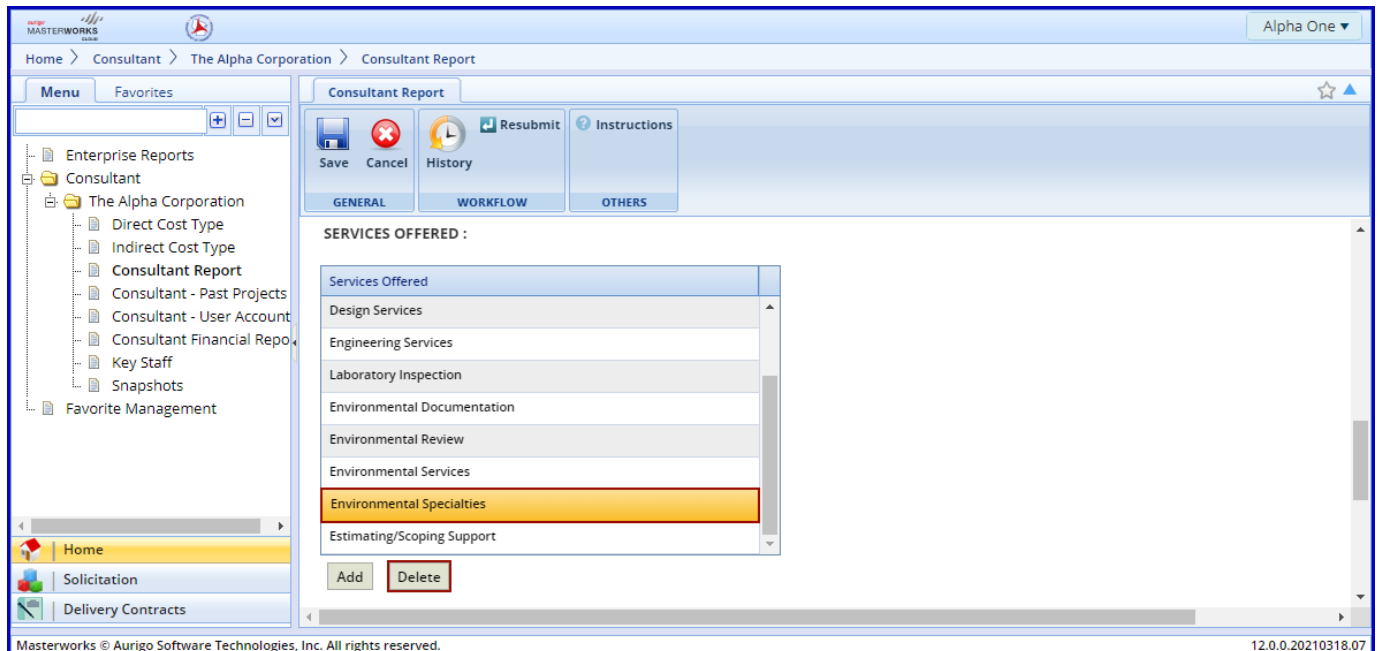 aurigo
MASTERWORKS
CLOUD
Alpha One ▼
Home > Consultant > The Alpha Corporation > Consultant Report
Menu Favorites
Enterprise Reports
Consultant
The Alpha Corporation
Direct Cost Type
Indirect Cost Type
Consultant Report
Consultant - Past Projects
Consultant - User Account
Consultant Financial Repo
Key Staff
Snapshots
Favorite Management
Home
Solicitation
Delivery Contracts
Consultant Report
Resubmit Instructions
Save Cancel History
GENERAL WORKFLOW OTHERS
SERVICES OFFERED :
Services Offered
Design Services
Engineering Services
Laboratory Inspection
Environmental Documentation
Environmental Review
Environmental Services
Environmental Specialties
Estimating/Scoping Support
Add Delete
Masterworks © Aurigo Software Technologies, Inc. All rights reserved. 12.0.0.20210318.07